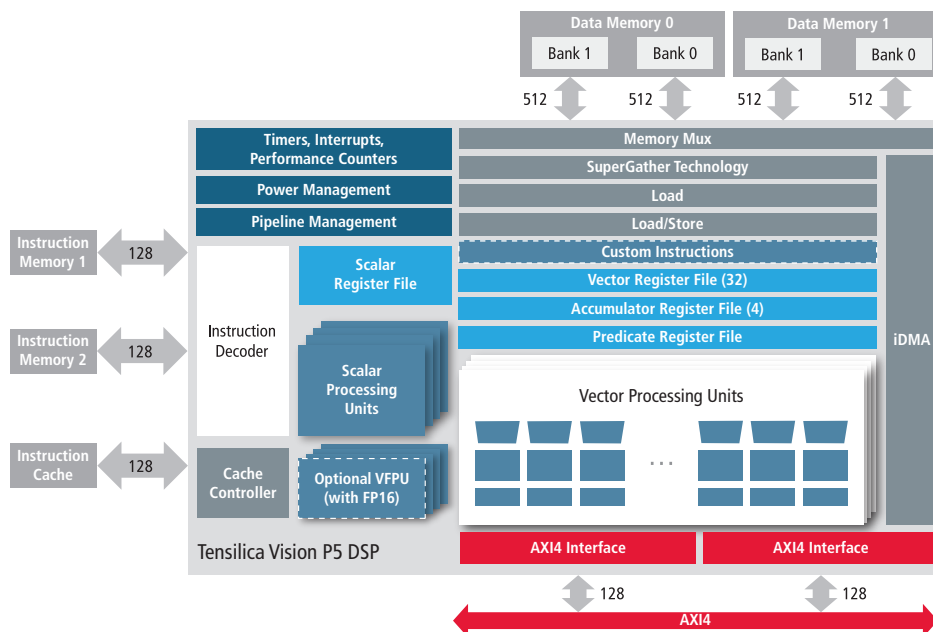 Data Memory 0
Data Memory 1
Bank 1
Bank 0
Bank 1
Bank 0
512
512
512
512
Timers, Interrupts,
Performance Counters
Power Management
Pipeline Management
Memory Mux
SuperGather Technology
Load
Load/Store
Custom Instructions
Vector Register File (32)
Accumulator Register File (4)
Predicate Register File
iDMA
Instruction
Memory 1
128
Instruction
Memory 2
128
Instruction
Cache
128
Instruction
Decoder
Scalar
Register File
Scalar
Processing
Units
Cache
Controller
Optional VFPU
(with FP16)
Vector Processing Units
...
Tensilica Vision P5 DSP
AXI4 Interface
AXI4 Interface
128
128
AXI4